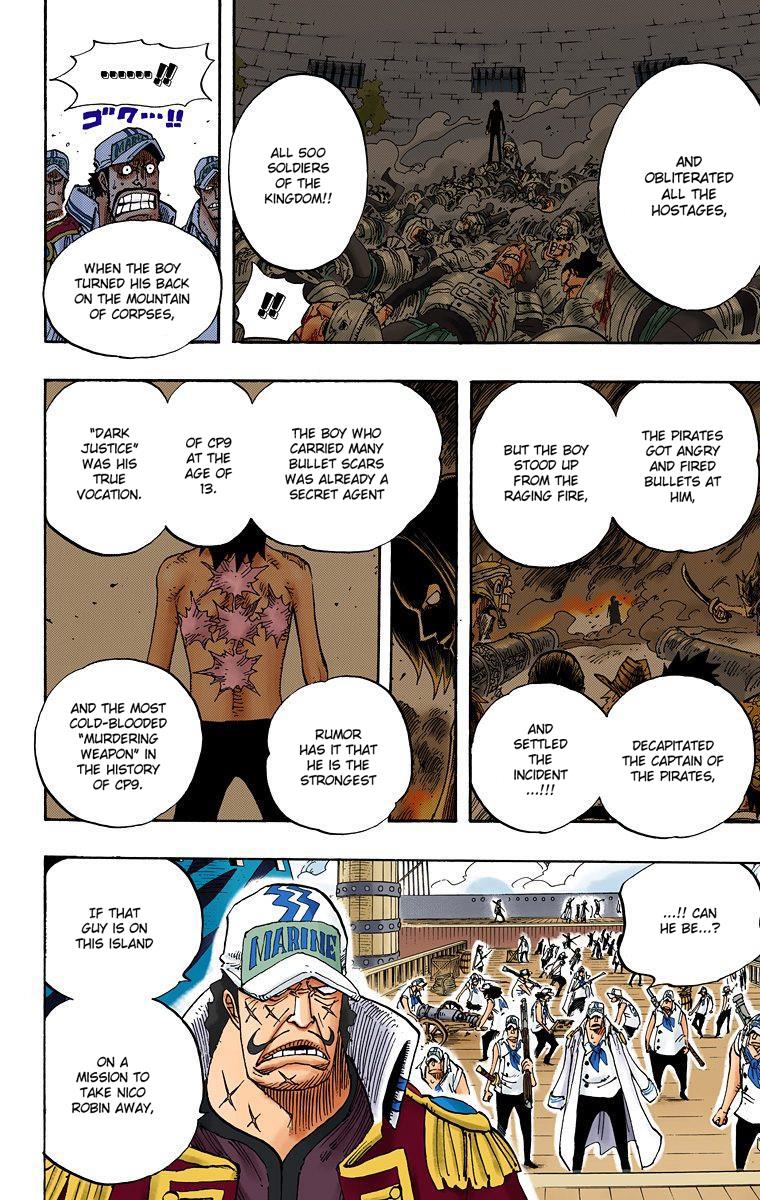 AND
OBLITERATED
ALL THE
HOSTAGES,
ALL 500
SOLDIERS
OF THE
KINGDOM!!
!!
......!!
ゴク…!!
MARINE
WHEN THE BOY
TURNED HIS BACK
ON THE MOUNTAIN
OF CORPSES,
THE PIRATES
GOT ANGRY
AND FIRED
BULLETS AT
HIM,
BUT THE BOY
STOOD UP
FROM THE
RAGING FIRE,
DECAPITATED
THE CAPTAIN OF
THE PIRATES,
AND
SETTLED
THE
INCIDENT
...!!!
THE BOY WHO
CARRIED MANY
BULLET SCARS
WAS ALREADY A
SECRET AGENT
OF CP9
AT THE
AGE OF
13.
"DARK
JUSTICE"
WAS HIS
TRUE
VOCATION.
RUMOR
HAS IT THAT
HE IS THE
STRONGEST
AND THE MOST
COLD-BLOODED
"MURDERING
WEAPON" IN
THE HISTORY
OF CP9.
...!! CAN
HE BE...?
IF THAT
GUY IS ON
THIS ISLAND
MARINE
ON A
MISSION TO
TAKE NICO
ROBIN AWAY,